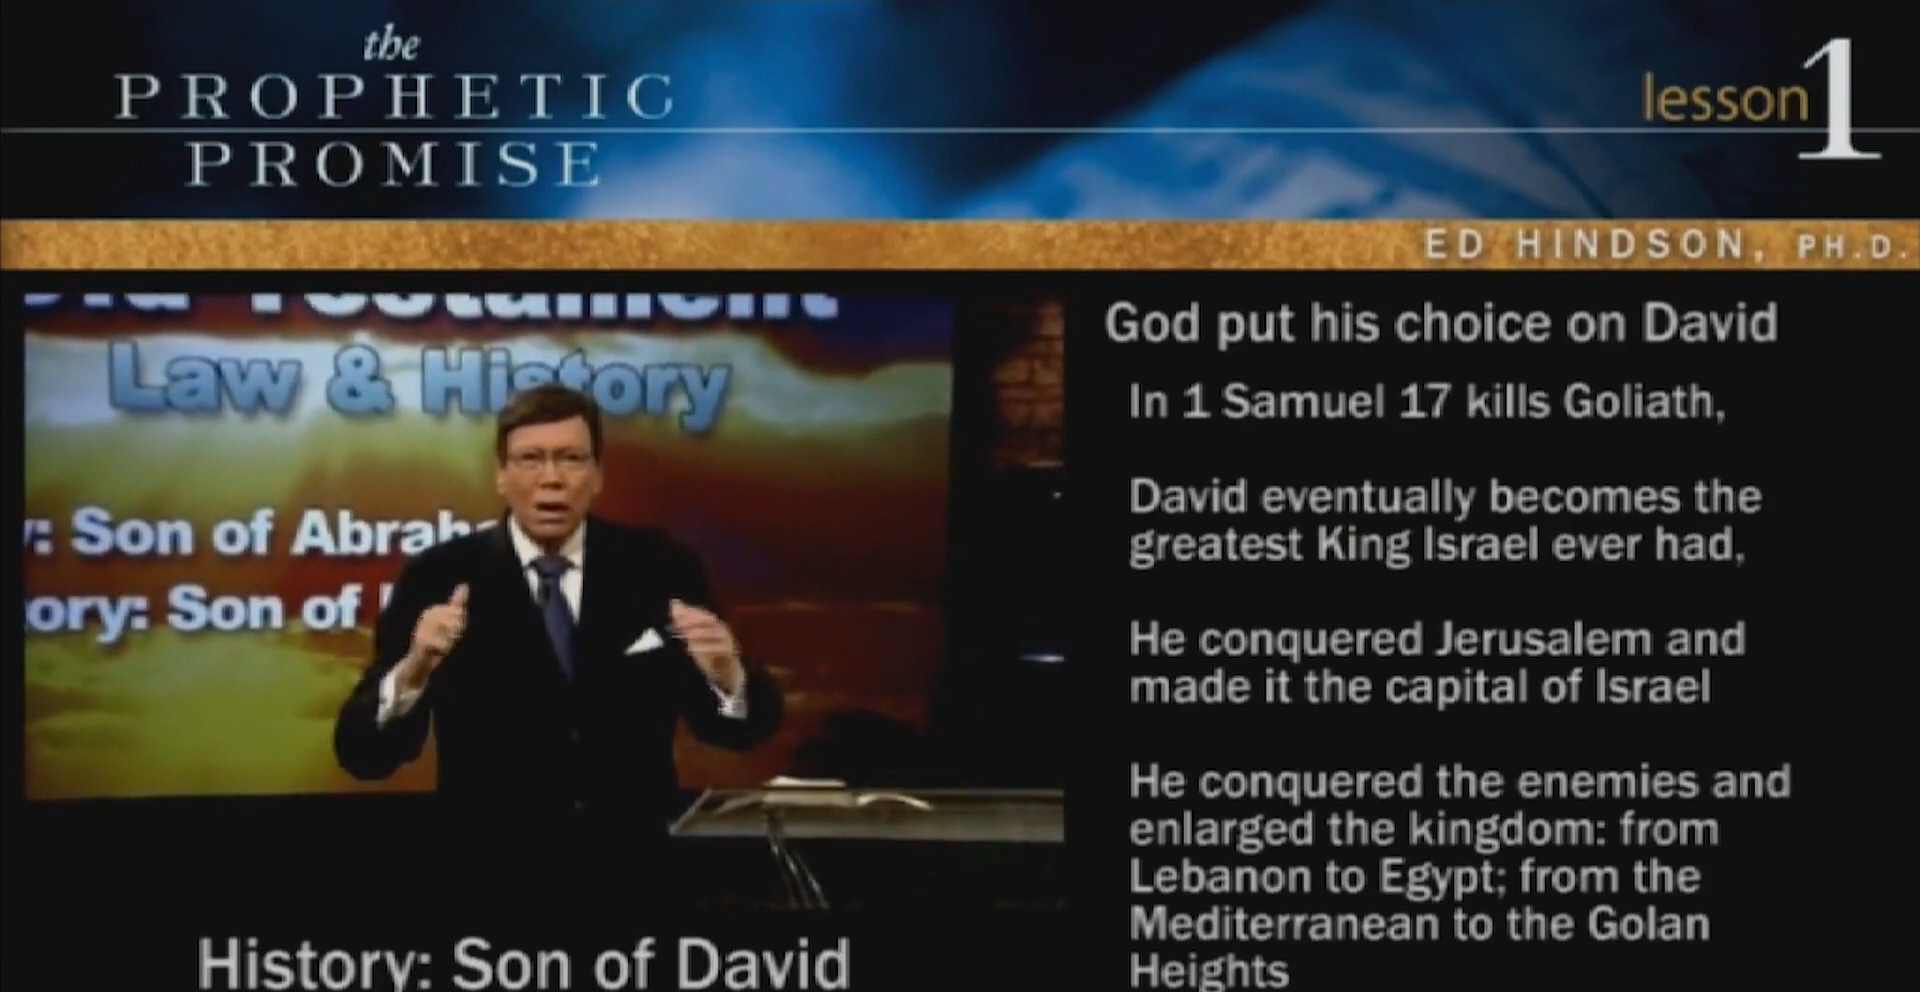 the
PROPHETIC
PROMISE
lesson 1
ED HINDSON, PH.D.
Testament
Law & History
: Son of Abrah
ory: Son of
History: Son of David
God put his choice on David
In 1 Samuel 17 kills Goliath,
David eventually becomes the
greatest King Israel ever had,
He conquered Jerusalem and
made it the capital of Israel
He conquered the enemies and
enlarged the kingdom: from
Lebanon to Egypt; from the
Mediterranean to the Golan
Heights